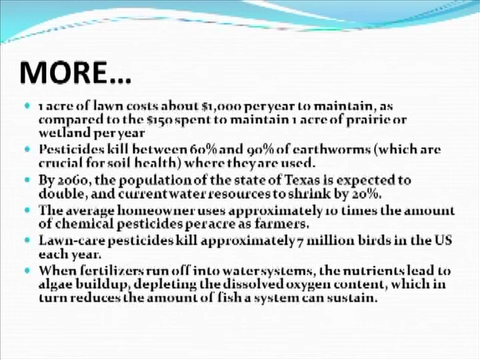 MORE...
1 acre of lawn costs about $1,000 per year to maintain, as
compared to the $150 spent to maintain 1 acre of prairie or
wetland per year
Pesticides kill between 60% and 90% of earthworms (which are
crucial for soil health) where they are used.
By 2060, the population of the state of Texas is expected to
double, and current water resources to shrink by 20%.
The average homeowner uses approximately 10 times the amount
of chemical pesticides per acre as farmers.
Lawn-care pesticides kill approximately 7 million birds in the US
each year.
When fertilizers run off into water systems, the nutrients lead to
algae buildup, depleting the dissolved oxygen content, which in
turn reduces the amount of fish a system can sustain.